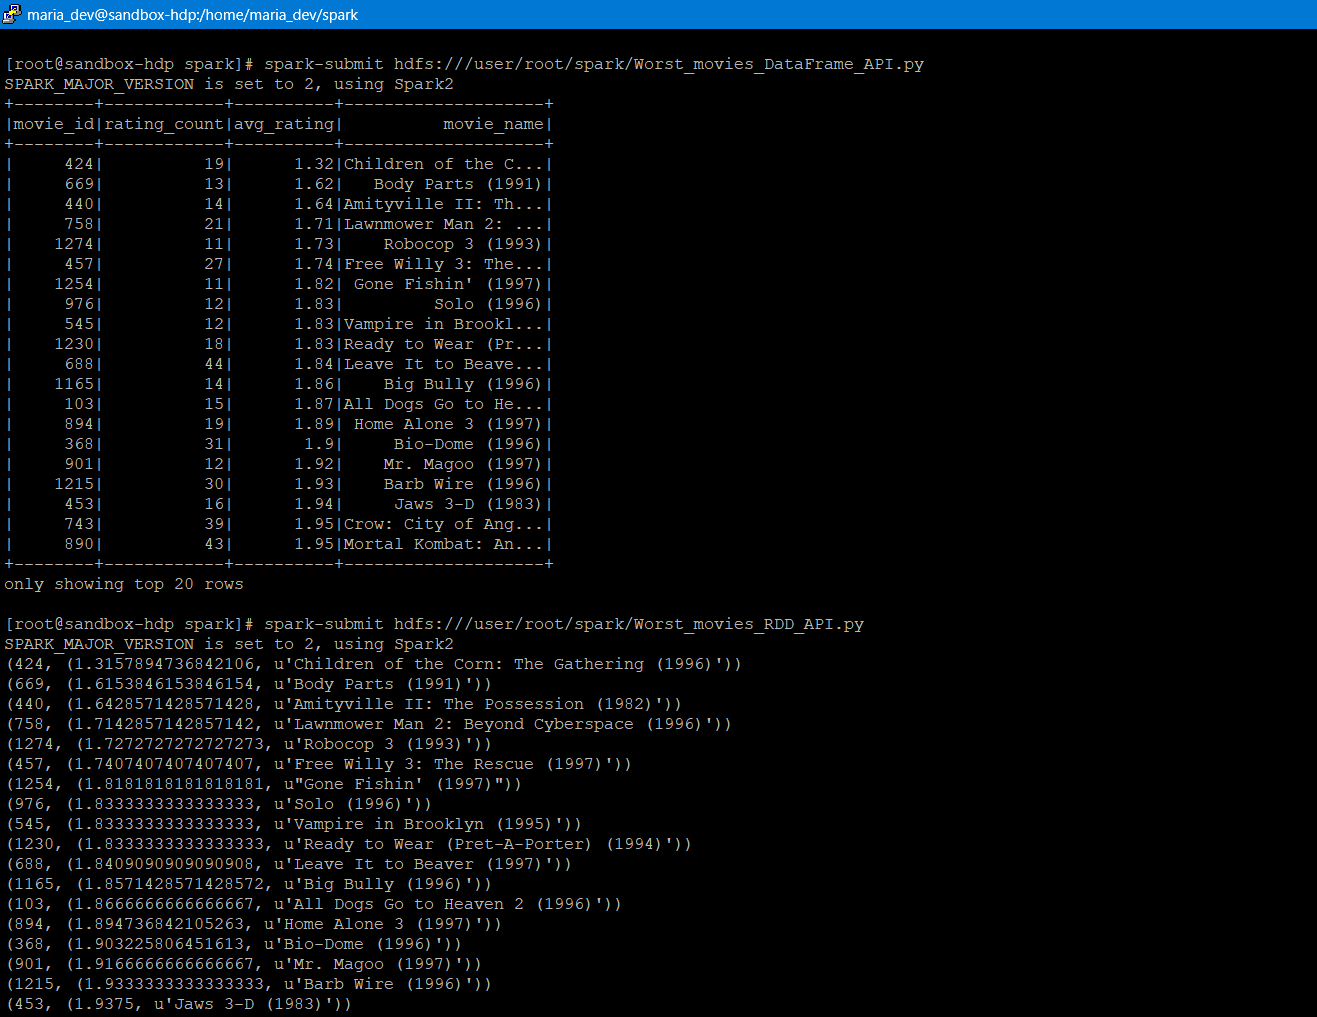 maria_dev@sandbox-hdp:/home/maria_dev/spark
[root@sandbox-hdp spark]# spark-submit hdfs:///user/root/spark/Worst_movies_DataFrame_API.py
SPARK_MAJOR_VERSION is set to 2, using Spark2
+--------+------------+----------+--------------------+
|movie_id|rating_count|avg_rating|          movie_name|
+--------+------------+----------+--------------------+
|     424|          19|      1.32|Children of the C...|
|     669|          13|      1.62|   Body Parts (1991)|
|     440|          14|      1.64|Amityville II: Th...|
|     758|          21|      1.71|Lawnmower Man 2: ...|
|    1274|          11|      1.73|    Robocop 3 (1993)|
|     457|          27|      1.74|Free Willy 3: The...|
|    1254|          11|      1.82| Gone Fishin' (1997)|
|     976|          12|      1.83|         Solo (1996)|
|     545|          12|      1.83|Vampire in Brookl...|
|    1230|          18|      1.83|Ready to Wear (Pr...|
|     688|          44|      1.84|Leave It to Beave...|
|    1165|          14|      1.86|    Big Bully (1996)|
|     103|          15|      1.87|All Dogs Go to He...|
|     894|          19|      1.89| Home Alone 3 (1997)|
|     368|          31|       1.9|     Bio-Dome (1996)|
|     901|          12|      1.92|    Mr. Magoo (1997)|
|    1215|          30|      1.93|    Barb Wire (1996)|
|     453|          16|      1.94|     Jaws 3-D (1983)|
|     743|          39|      1.95|Crow: City of Ang...|
|     890|          43|      1.95|Mortal Kombat: An...|
+--------+------------+----------+--------------------+
only showing top 20 rows
[root@sandbox-hdp spark]# spark-submit hdfs:///user/root/spark/Worst_movies_RDD_API.py
SPARK_MAJOR_VERSION is set to 2, using Spark2
(424, (1.3157894736842106, u'Children of the Corn: The Gathering (1996)'))
(669, (1.6153846153846154, u'Body Parts (1991)'))
(440, (1.6428571428571428, u'Amityville II: The Possession (1982)'))
(758, (1.7142857142857142, u'Lawnmower Man 2: Beyond Cyberspace (1996)'))
(1274, (1.7272727272727273, u'Robocop 3 (1993)'))
(457, (1.7407407407407407, u'Free Willy 3: The Rescue (1997)'))
(1254, (1.8181818181818181, u"Gone Fishin' (1997)"))
(976, (1.8333333333333333, u'Solo (1996)'))
(545, (1.8333333333333333, u'Vampire in Brooklyn (1995)'))
(1230, (1.8333333333333333, u'Ready to Wear (Pret-A-Porter) (1994)'))
(688, (1.8409090909090908, u'Leave It to Beaver (1997)'))
(1165, (1.8571428571428572, u'Big Bully (1996)'))
(103, (1.8666666666666667, u'All Dogs Go to Heaven 2 (1996)'))
(894, (1.894736842105263, u'Home Alone 3 (1997)'))
(368, (1.903225806451613, u'Bio-Dome (1996)'))
(901, (1.9166666666666667, u'Mr. Magoo (1997)'))
(1215, (1.9333333333333333, u'Barb Wire (1996)'))
(453, (1.9375, u'Jaws 3-D (1983)'))